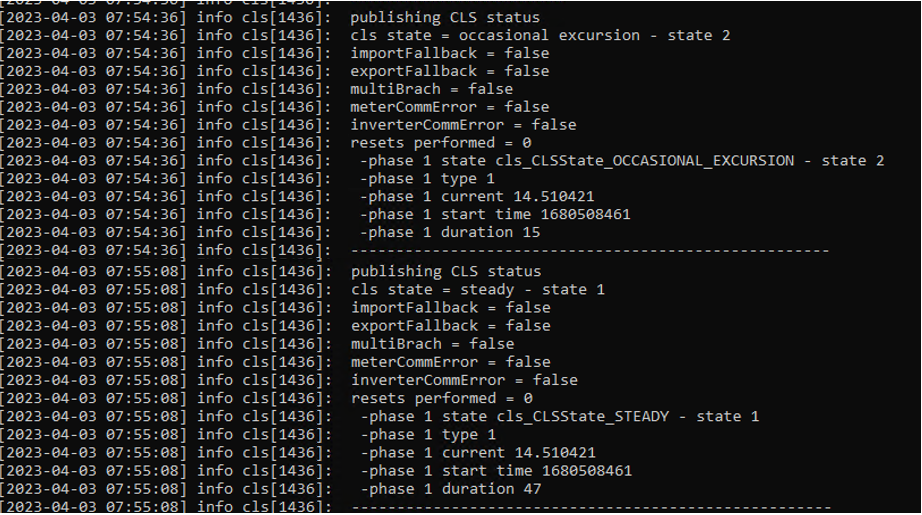 [2023-04-03 07:54:36] info cls[1436]:  publishing CLS status
[2023-04-03 07:54:36] info cls[1436]:  cls state = occasional excursion - state 2
[2023-04-03 07:54:36] info cls[1436]:  importFallback = false
[2023-04-03 07:54:36] info cls[1436]:  exportFallback = false
[2023-04-03 07:54:36] info cls[1436]:  multiBrach = false
[2023-04-03 07:54:36] info cls[1436]:  meterCommError = false
[2023-04-03 07:54:36] info cls[1436]:  inverterCommError = false
[2023-04-03 07:54:36] info cls[1436]:  resets performed = 0
[2023-04-03 07:54:36] info cls[1436]:   -phase 1 state cls_CLSState_OCCASIONAL_EXCURSION - state 2
[2023-04-03 07:54:36] info cls[1436]:   -phase 1 type 1
[2023-04-03 07:54:36] info cls[1436]:   -phase 1 current 14.510421
[2023-04-03 07:54:36] info cls[1436]:   -phase 1 start time 1680508461
[2023-04-03 07:54:36] info cls[1436]:   -phase 1 duration 15
[2023-04-03 07:54:36] info cls[1436]:  -----------------------------------------------------
[2023-04-03 07:55:08] info cls[1436]:  publishing CLS status
[2023-04-03 07:55:08] info cls[1436]:  cls state = steady - state 1
[2023-04-03 07:55:08] info cls[1436]:  importFallback = false
[2023-04-03 07:55:08] info cls[1436]:  exportFallback = false
[2023-04-03 07:55:08] info cls[1436]:  multiBrach = false
[2023-04-03 07:55:08] info cls[1436]:  meterCommError = false
[2023-04-03 07:55:08] info cls[1436]:  inverterCommError = false
[2023-04-03 07:55:08] info cls[1436]:  resets performed = 0
[2023-04-03 07:55:08] info cls[1436]:   -phase 1 state cls_CLSState_STEADY - state 1
[2023-04-03 07:55:08] info cls[1436]:   -phase 1 type 1
[2023-04-03 07:55:08] info cls[1436]:   -phase 1 current 14.510421
[2023-04-03 07:55:08] info cls[1436]:   -phase 1 start time 1680508461
[2023-04-03 07:55:08] info cls[1436]:   -phase 1 duration 47
[2023-04-03 07:55:08] info cls[1436]:  -----------------------------------------------------